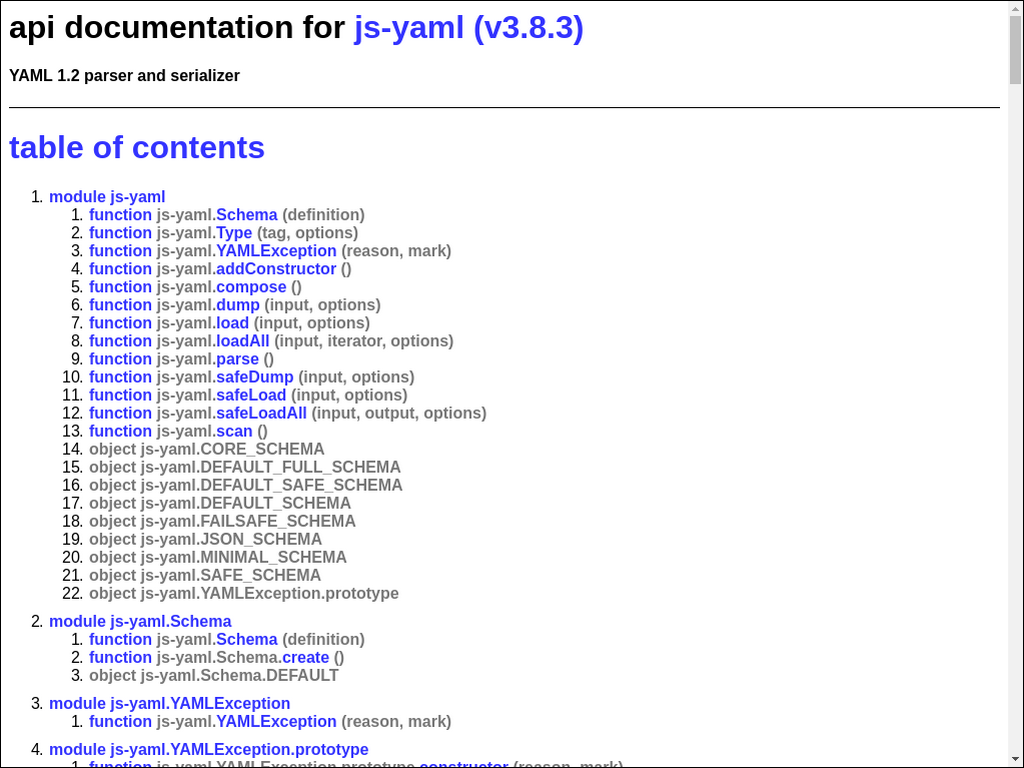 api documentation for js-yaml (v3.8.3)
YAML 1.2 parser and serializer
table of contents
1. module js-yaml
1. function js-yaml.Schema (definition)
2. function js-yaml.Type (tag, options)
3. function js-yaml.YAMLException (reason, mark)
4. function js-yaml.addConstructor ()
5. function js-yaml.compose ()
6. function js-yaml.dump (input, options)
7. function js-yaml.load (input, options)
8. function js-yaml.loadAll (input, iterator, options)
9. function js-yaml.parse ()
10. function js-yaml.safeDump (input, options)
11. function js-yaml.safeLoad (input, options)
12. function js-yaml.safeLoadAll (input, output, options)
13. function js-yaml.scan ()
14. object js-yaml.CORE_SCHEMA
15. object js-yaml.DEFAULT_FULL_SCHEMA
16. object js-yaml.DEFAULT_SAFE_SCHEMA
17. object js-yaml.DEFAULT_SCHEMA
18. object js-yaml.FAILSAFE_SCHEMA
19. object js-yaml.JSON_SCHEMA
20. object js-yaml.MINIMAL_SCHEMA
21. object js-yaml.SAFE_SCHEMA
22. object js-yaml.YAMLException.prototype
2. module js-yaml.Schema
1. function js-yaml.Schema (definition)
2. function js-yaml.Schema.create ()
3. object js-yaml.Schema.DEFAULT
3. module js-yaml.YAMLException
1. function js-yaml.YAMLException (reason, mark)
4. module js-yaml.YAMLException.prototype
1. function js-yaml.YAMLException.prototype.constructor (reason, mark)